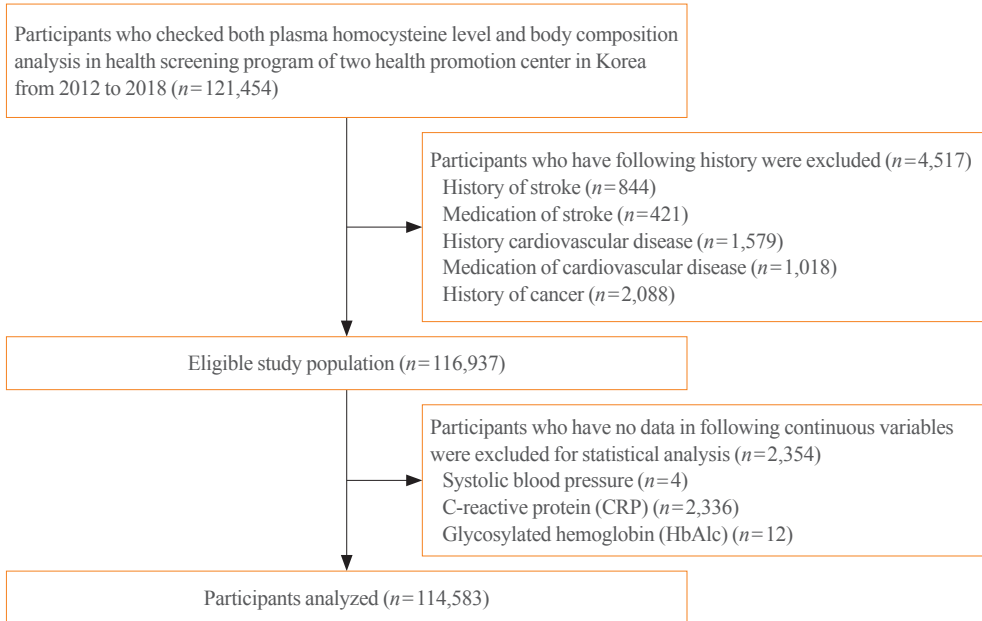 Participants who checked both plasma homocysteine level and body composition
analysis in health screening program of two health promotion center in Korea
from 2012 to 2018 (n=121,454)
Participants who have following history were excluded (n=4,517)
History of stroke (n=844)
Medication of stroke (n=421)
History cardiovascular disease (n=1,579)
Medication of cardiovascular disease (n=1,018)
History of cancer (n=2,088)
Eligible study population (n=116,937)
Participants who have no data in following continuous variables
were excluded for statistical analysis (n=2,354)
Systolic blood pressure (n=4)
C-reactive protein (CRP) (n=2,336)
Glycosylated hemoglobin (HbAlc) (n=12)
Participants analyzed (n=114,583)